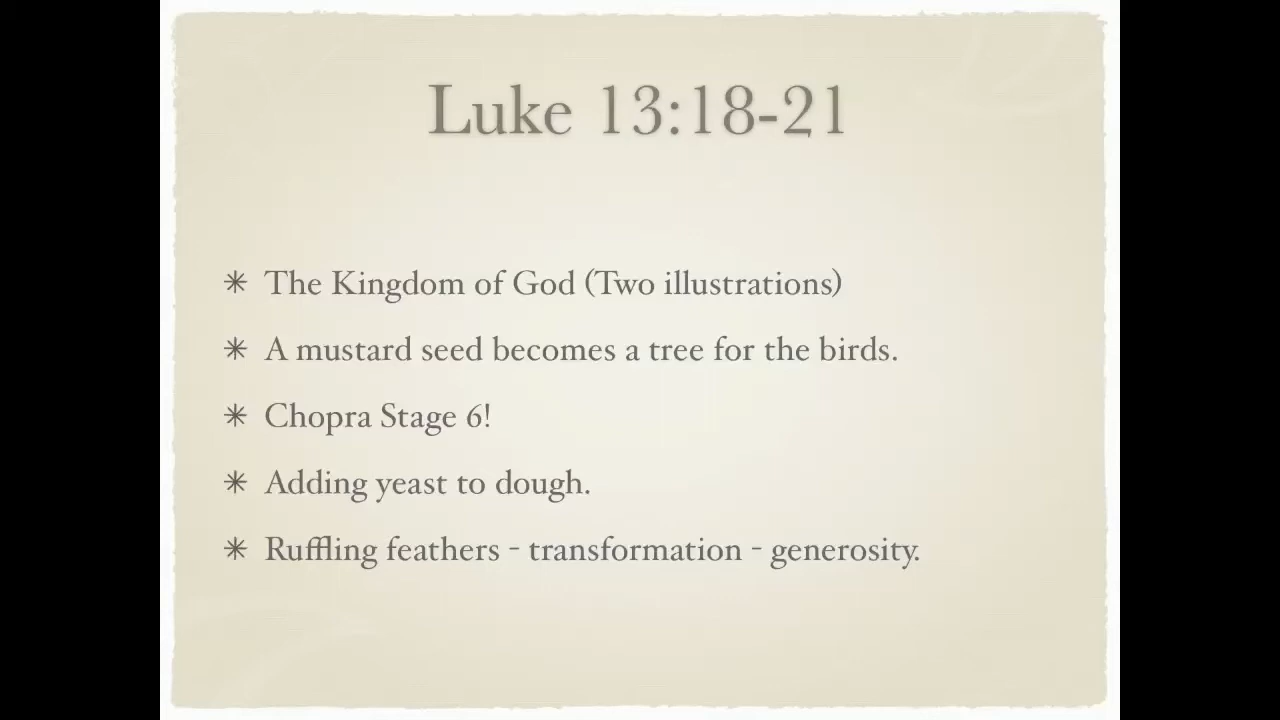 Luke 13:18-21
✳ The Kingdom of God (Two illustrations)
✳ A mustard seed becomes a tree for the birds.
✳ Chopra Stage 6!
✳ Adding yeast to dough.
✳ Ruffling feathers - transformation - generosity.